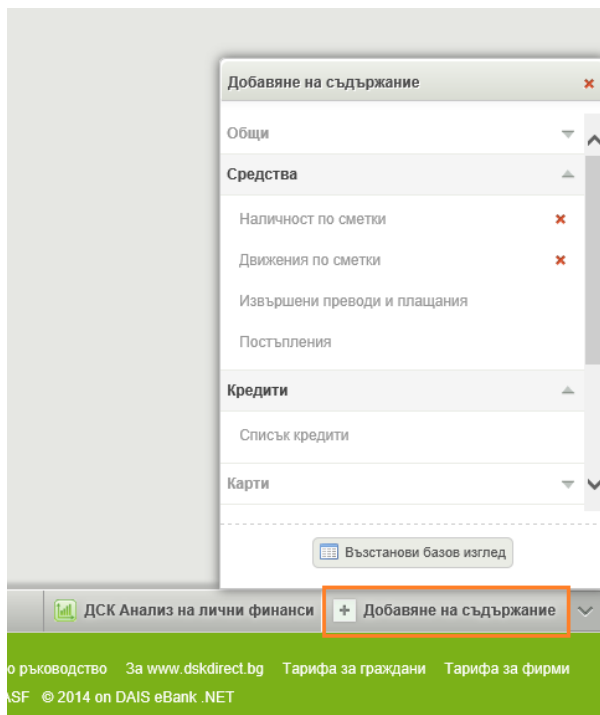 Добавяне на съдържание
Общи
Средства
Наличност по сметки
Движения по сметки
Извършени преводи и плащания
Постъпления
Кредити
Списък кредити
Карти
Възстанови базов изглед
ДСК Анализ на лични финанси + Добавяне на съдържание
о ръководство За www.dskdirect.bg Тарифа за граждани Тарифа за фирми
ASF © 2014 on DAIS eBank .NET